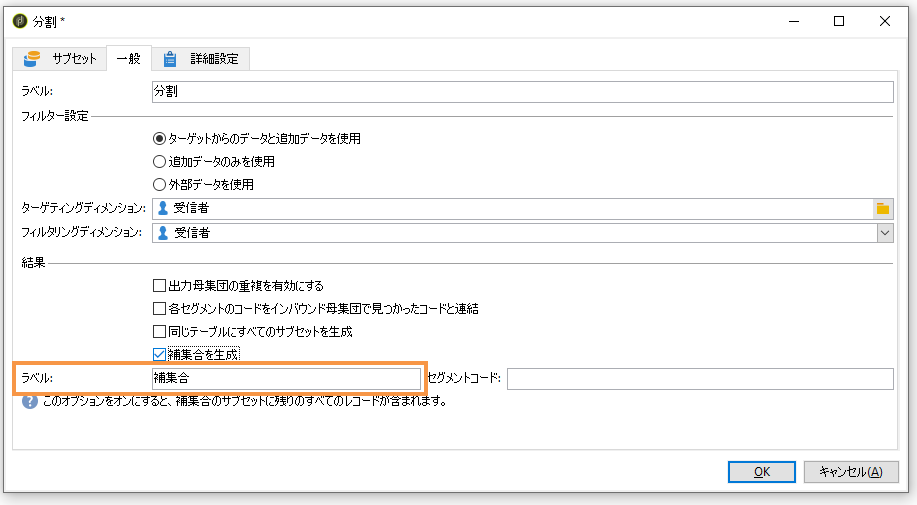 分割 *
サブセット 一般 詳細設定
ラベル: 分割
フィルター設定
ターゲットからのデータと追加データを使用
追加データのみを使用
外部データを使用
ターゲティングディメンション: 受信者
フィルタリングディメンション: 受信者
結果
出力母集団の重複を有効にする
各セグメントのコードをインバウンド母集団で見つかったコードと連結
同じテーブルにすべてのサブセットを生成
補集合を生成
ラベル: 補集合 セグメントコード:
このオプションをオンにすると、補集合のサブセットに残りのすべてのレコードが含まれます。
OK キャンセル(A)